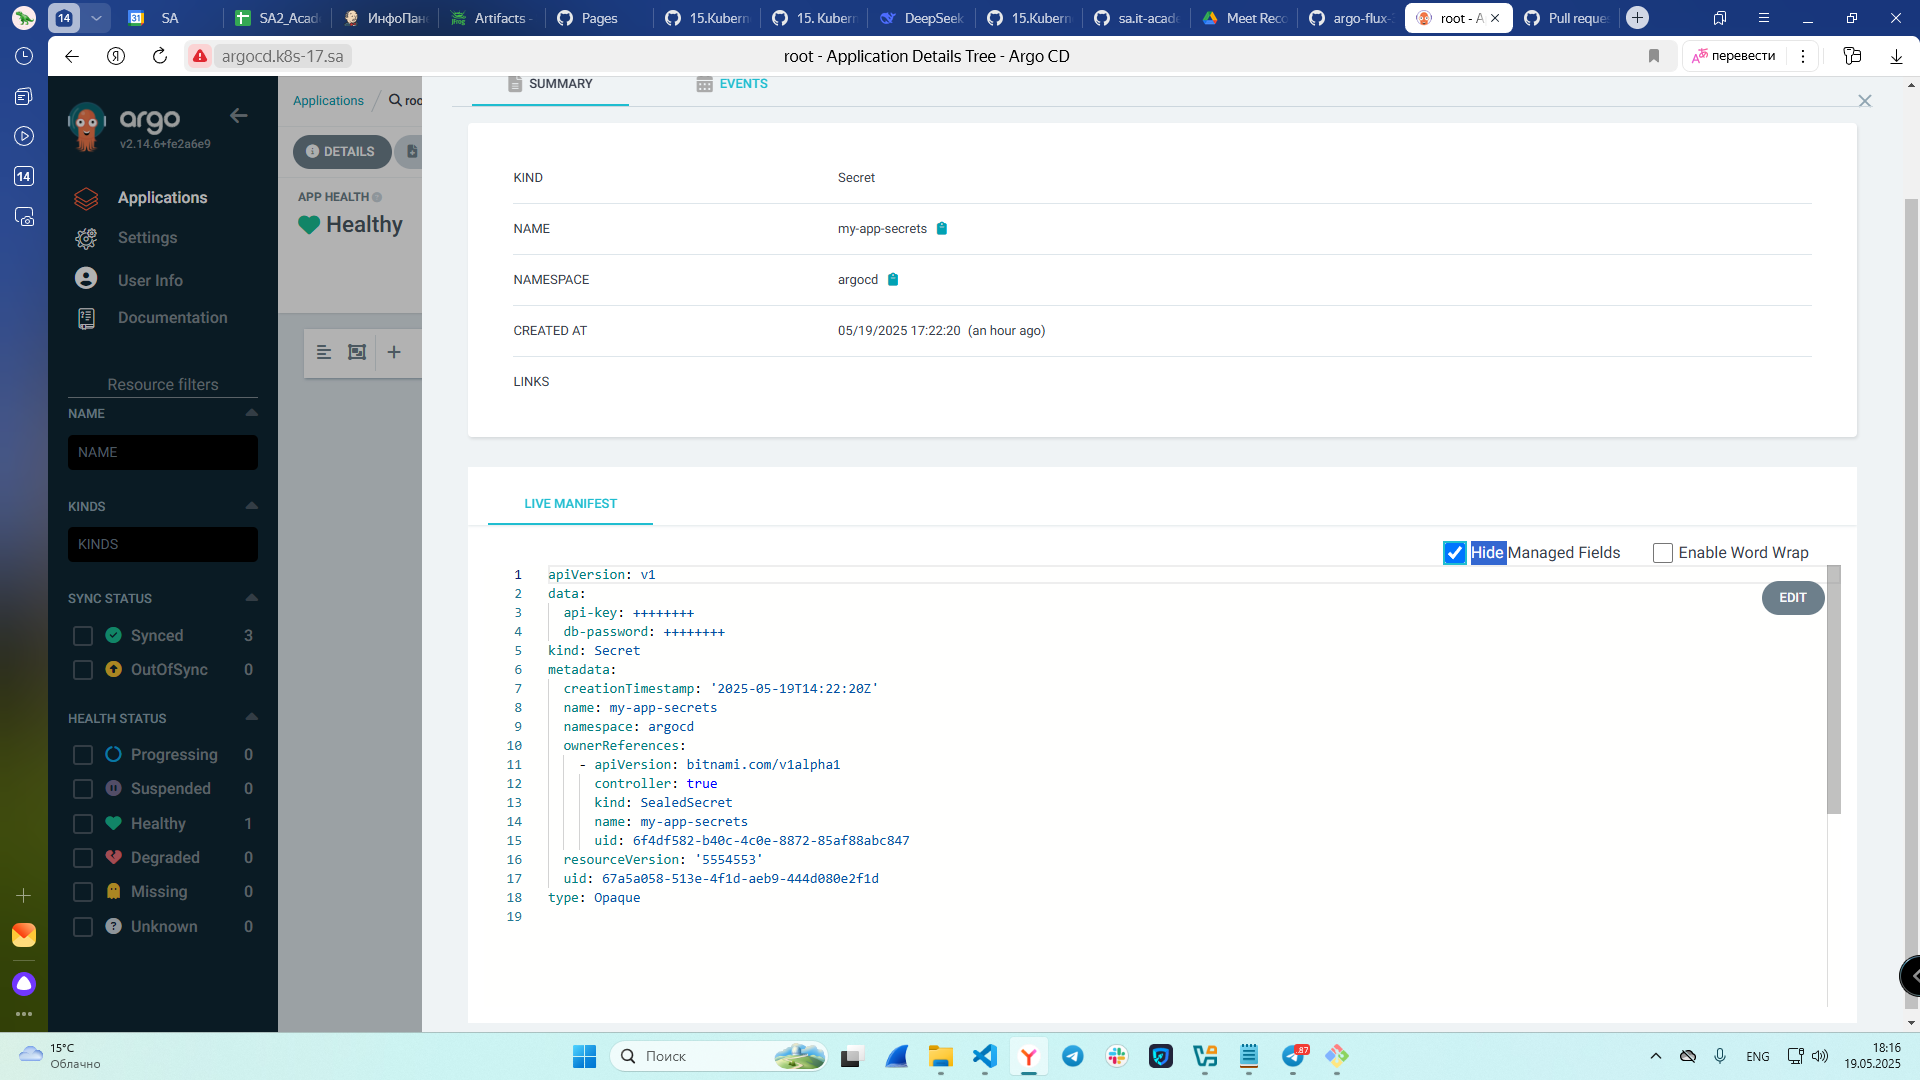 14
SA
SA2_Acad
ИнфоПан
Artifacts -
Pages
15.Kubern
15. Kubern
DeepSeek
15.Kubern
sa.it-acade
Meet Reco
argo-flux-
root - A
Pull reque
argocd.k8s-17.sa
root - Application Details Tree - Argo CD
перевести
14
argo
v2.14.6+fe2a6e9
Applications
Settings
User Info
Documentation
Resource filters
NAME
NAME
KINDS
KINDS
SYNC STATUS
Synced 3
OutOfSync 0
HEALTH STATUS
Progressing 0
Suspended 0
Healthy 1
Degraded 0
Missing 0
Unknown 0
Applications
roo
DETAILS
APP HEALTH
Healthy
SUMMARY
EVENTS
KIND Secret
NAME my-app-secrets
NAMESPACE argocd
CREATED AT 05/19/2025 17:22:20 (an hour ago)
LINKS
LIVE MANIFEST
Hide Managed Fields
Enable Word Wrap
EDIT
1 apiVersion: v1
2 data:
3 api-key: ++++++++
4 db-password: ++++++++
5 kind: Secret
6 metadata:
7 creationTimestamp: '2025-05-19T14:22:20Z'
8 name: my-app-secrets
9 namespace: argocd
10 ownerReferences:
11 - apiVersion: bitnami.com/v1alpha1
12 controller: true
13 kind: SealedSecret
14 name: my-app-secrets
15 uid: 6f4df582-b40c-4c0e-8872-85af88abc847
16 resourceVersion: '5554553'
17 uid: 67a5a058-513e-4f1d-aeb9-444d080e2f1d
18 type: Opaque
19
15°C
Облачно
Поиск
87
ENG
18:16
19.05.2025